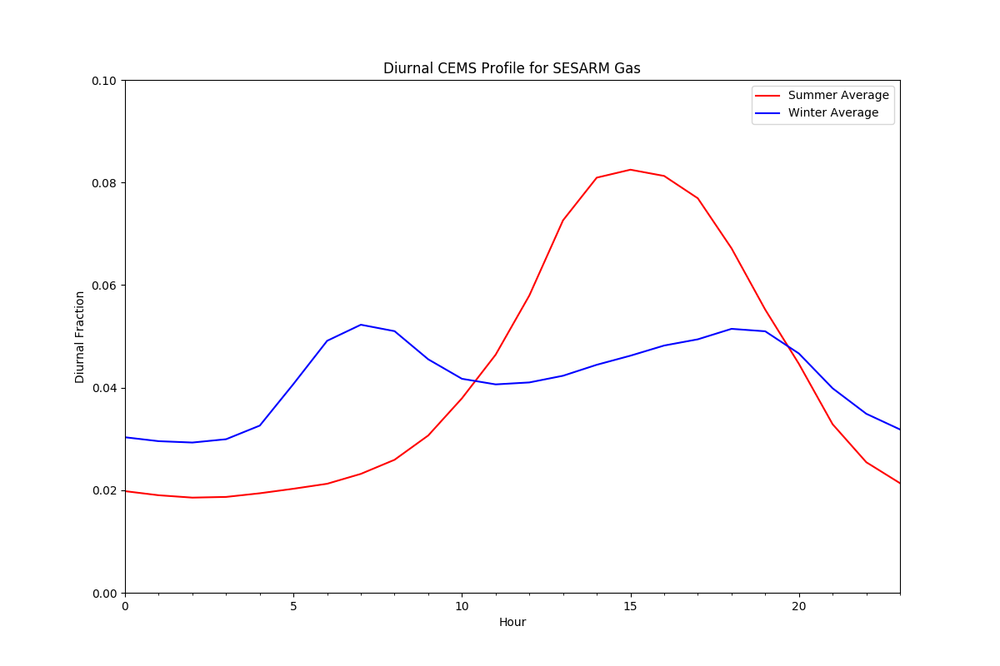 Diurnal CEMS Profile for SESARM Gas
0.10
0.08
0.06
0.04
0.02
0.00
Diurnal Fraction
Summer Average
Winter Average
0 5 10 15 20
Hour